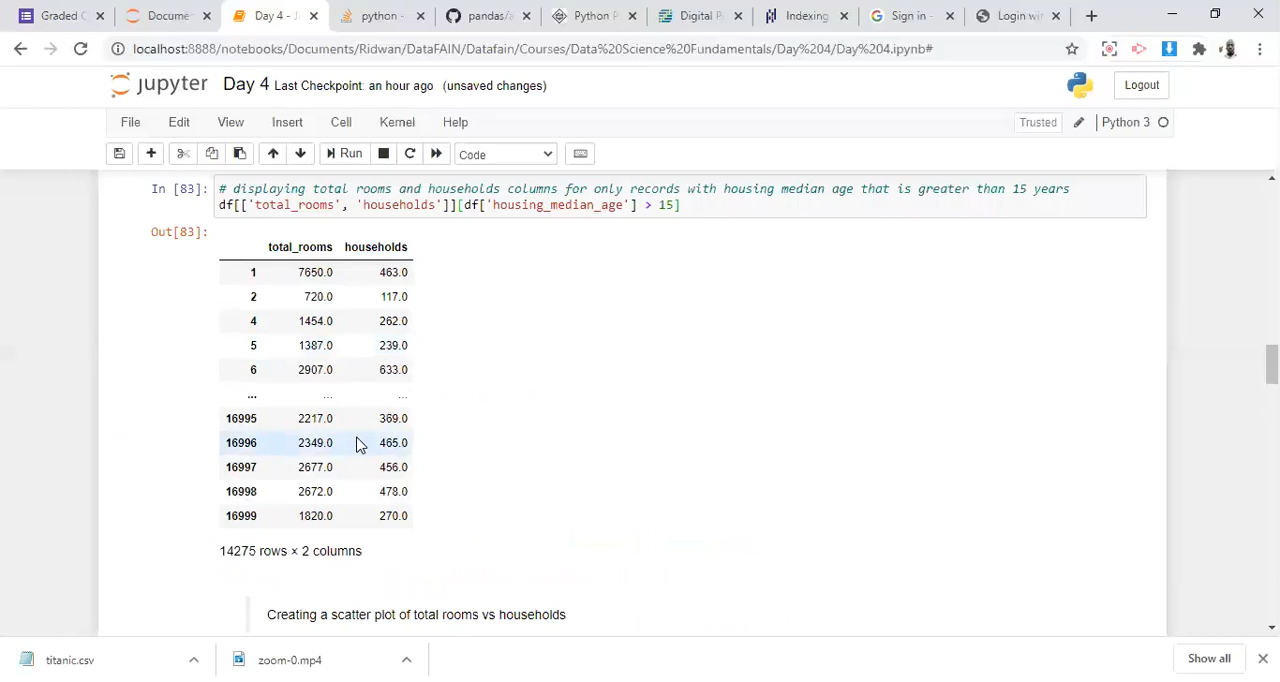 Graded C
Docume
Day 4 - J
python -
pandas/a
Python P
Digital P
Indexing
Sign in -
Login wi
localhost:8888/notebooks/Documents/Ridwan/DataFAIN/Datafain/Courses/Data%20Science%20Fundamentals/Day%204/Day%204.ipynb#
jupyter Day 4 Last Checkpoint: an hour ago (unsaved changes)
Logout
File Edit View Insert Cell Kernel Help
Trusted Python 3
Run Code
In [83]: # displaying total rooms and households columns for only records with housing median age that is greater than 15 years
df[['total_rooms', 'households']][df['housing_median_age'] > 15]
Out[83]:
total_rooms households
1 7650.0 463.0
2 720.0 117.0
4 1454.0 262.0
5 1387.0 239.0
6 2907.0 633.0
... ... ...
16995 2217.0 369.0
16996 2349.0 465.0
16997 2677.0 456.0
16998 2672.0 478.0
16999 1820.0 270.0
14275 rows × 2 columns
Creating a scatter plot of total rooms vs households
titanic.csv
zoom-0.mp4
Show all